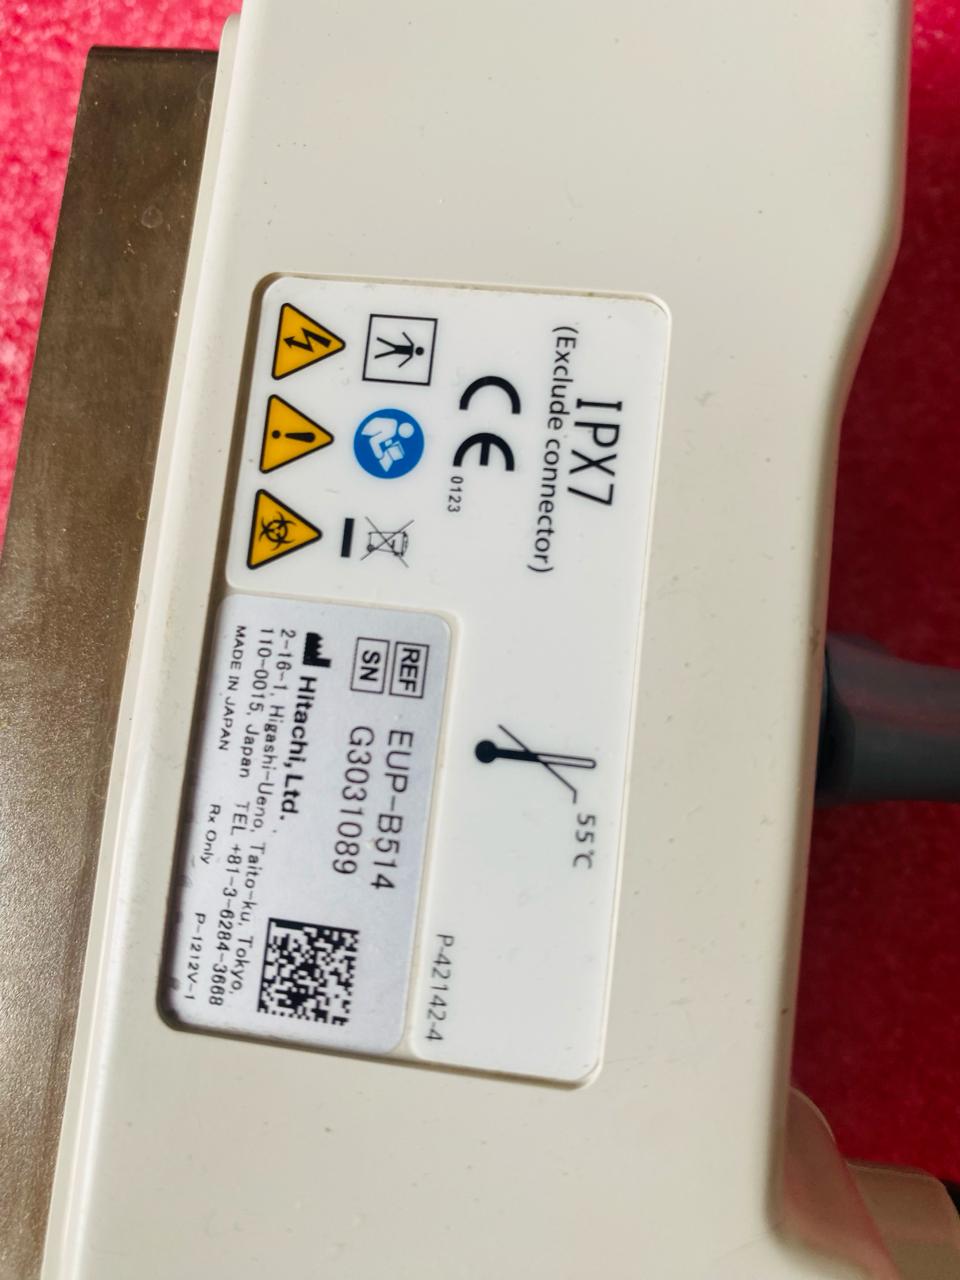 IPX7
(Exclude connector)
CE 0123
55℃
P-42142-4
REF EUP-B514
SN G3031089
Hitachi, Ltd.
2-16-1, Higashi-Ueno, Taito-ku, Tokyo,
110-0015, Japan TEL +81-3-6284-3668
MADE IN JAPAN Rx Only P-1212V-1